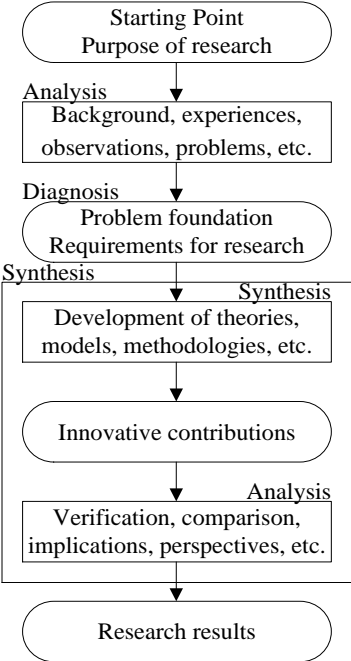 Starting Point
Purpose of research
Analysis
Background, experiences,
observations, problems, etc.
Diagnosis
Problem foundation
Requirements for research
Synthesis
Synthesis
Development of theories,
models, methodologies, etc.
Innovative contributions
Analysis
Verification, comparison,
implications, perspectives, etc.
Research results